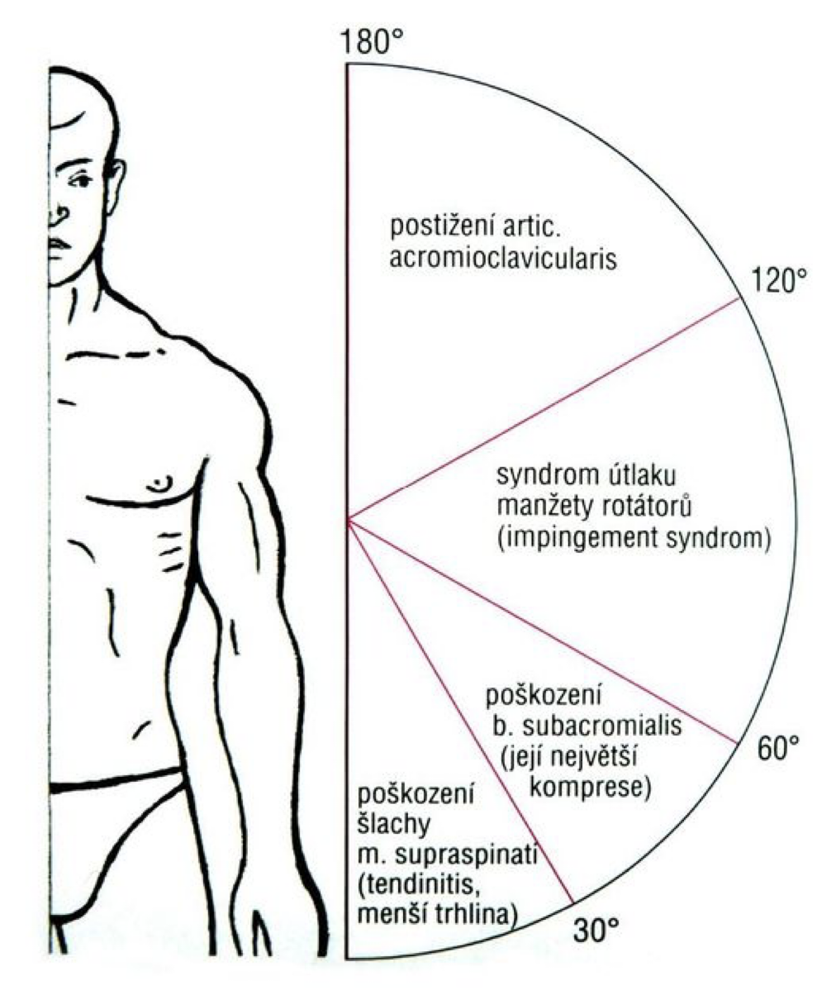 180°
postižení artic.
acromioclavicularis
120°
syndrom útlaku
manžety rotátorů
(impingement syndrom)
poškození
b. subacromialis
(její největší
komprese)
60°
poškození
šlachy
m. supraspinati
(tendinitis,
menší trhlina)
30°